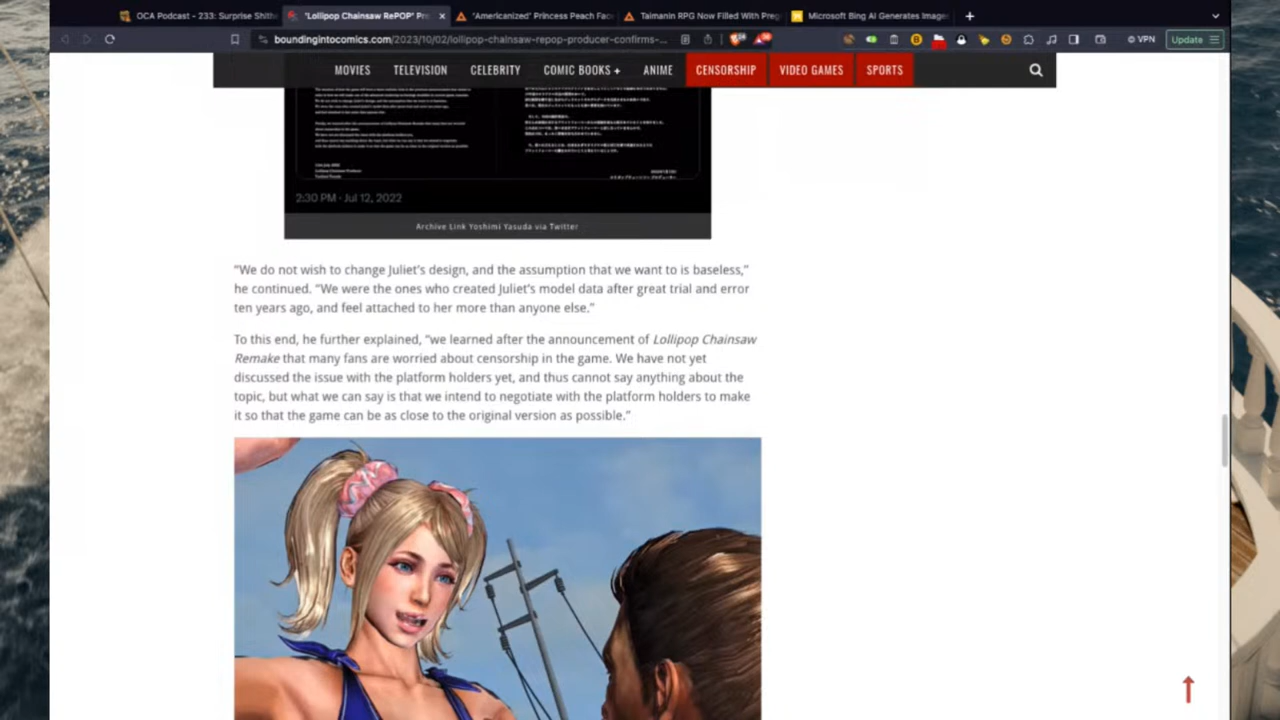 OCA Podcast - 233: Surprise Shitt
"Lollipop Chainsaw RePOP" Pr
"Americanized" Princess Peach Fac
Taimanin RPG Now Filled With Preg
Microsoft Bing AI Generates Image
boundingintocomics.com/2023/10/02/lollipop-chainsaw-repop-producer-confirms-...
VPN
Update
MOVIES
TELEVISION
CELEBRITY
COMIC BOOKS +
ANIME
CENSORSHIP
VIDEO GAMES
SPORTS
2:30 PM · Jul 12, 2022
Archive Link Yoshimi Yasuda via Twitter
"We do not wish to change Juliet's design, and the assumption that we want to is baseless,"
he continued. "We were the ones who created Juliet's model data after great trial and error
ten years ago, and feel attached to her more than anyone else."
To this end, he further explained, "we learned after the announcement of Lollipop Chainsaw
Remake that many fans are worried about censorship in the game. We have not yet
discussed the issue with the platform holders yet, and thus cannot say anything about the
topic, but what we can say is that we intend to negotiate with the platform holders to make
it so that the game can be as close to the original version as possible."